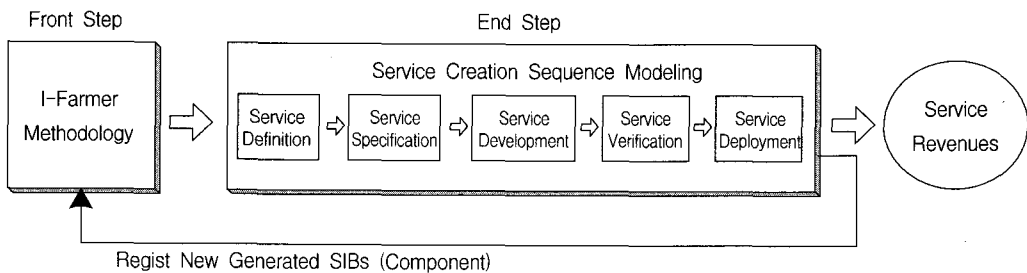 Front Step
End Step
I-Farmer
Methodology
Service Creation Sequence Modeling
Service
Definition
Service
Specification
Service
Development
Service
Verification
Service
Deployment
Service
Revenues
Regist New Generated SIBs (Component)